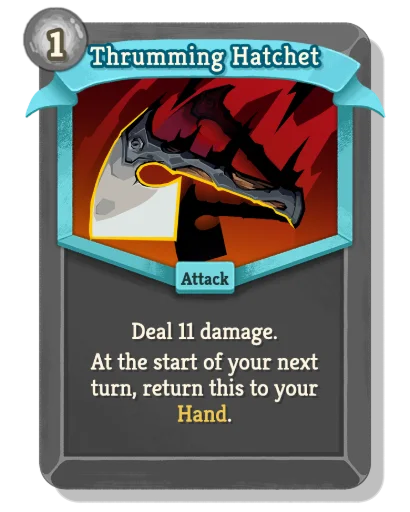 1
Thrumming Hatchet
Attack
Deal 11 damage.
At the start of your next
turn, return this to your
Hand.